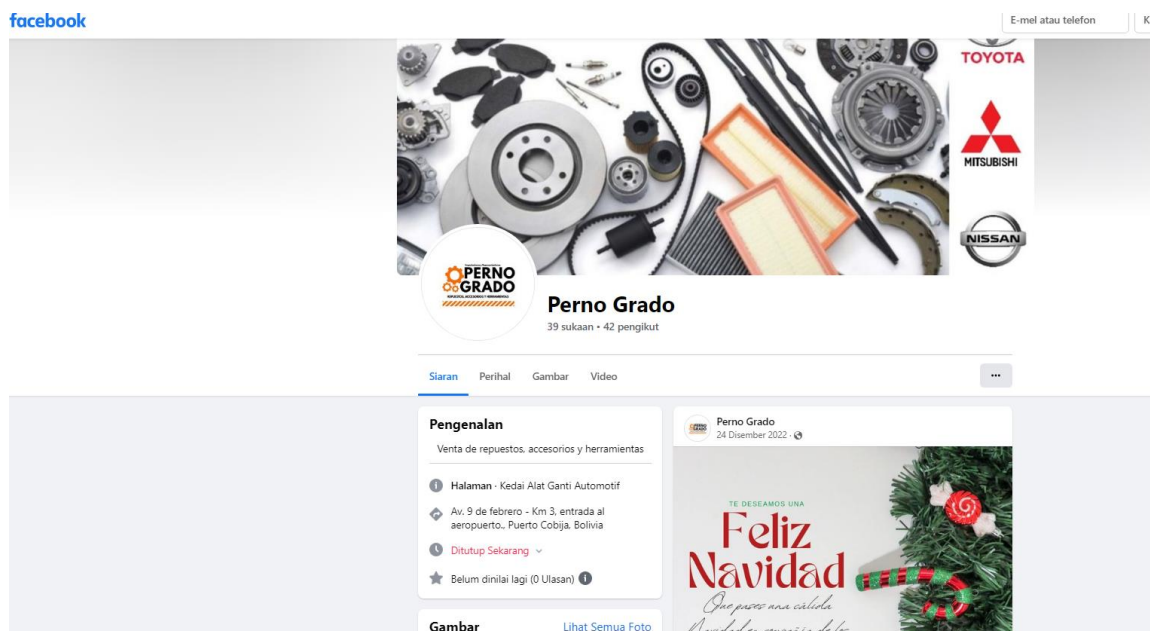 facebook
E-mel atau telefon
K
TOYOTA
MITSUBISHI
NISSAN
PERNO
GRADO
REPUESTOS, ACCESORIOS Y HERRAMIENTAS
Perno Grado
39 sukaan • 42 pengikut
Siaran
Perihal
Gambar
Video
Pengenalan
Venta de repuestos, accesorios y herramientas
Halaman · Kedai Alat Ganti Automotif
Av. 9 de febrero - Km 3, entrada al
aeropuerto., Puerto Cobija, Bolivia
Ditutup Sekarang
Belum dinilai lagi (0 Ulasan)
Gambar
Lihat Semua Foto
Perno Grado
24 Disember 2022 ·
TE DESEAMOS UNA
Feliz
Navidad
Que pases una cálida